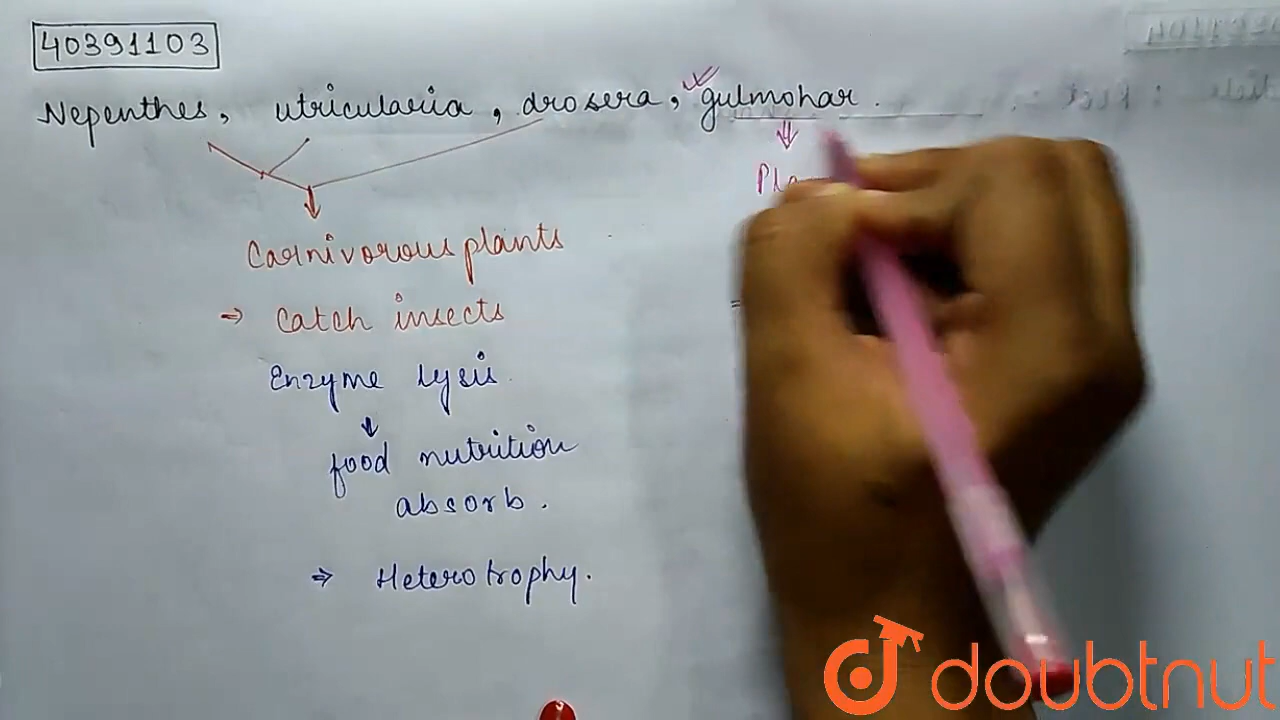 40391103
Nepenthes, utricularia, drosera, gulmohar.
Carnivorous plants
⇒ Catch insects
Enzyme lysis
food nutrition
absorb.
⇒ Heterotrophy.
doubtnut